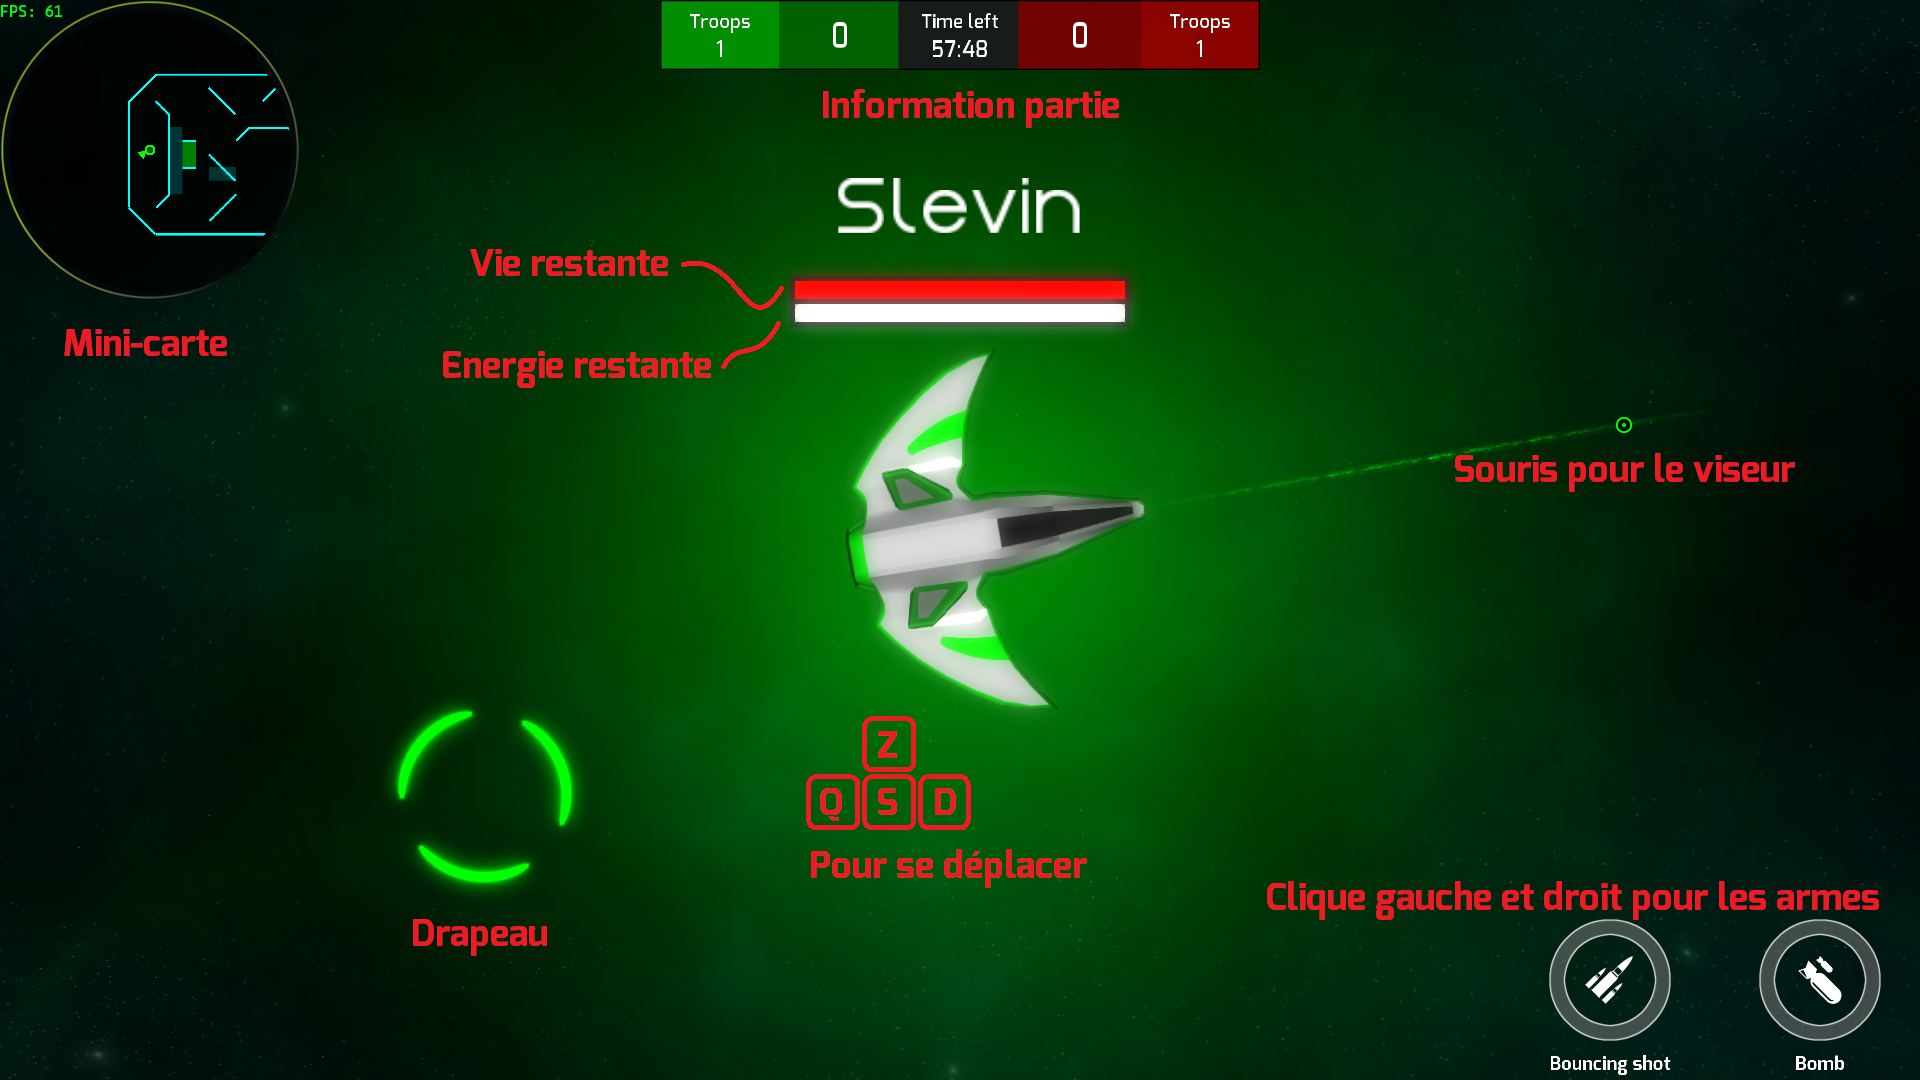 FPS: 61
Troops
1
0
Time left
57:48
0
Troops
1
Information partie
Slevin
Vie restante
Mini-carte
Energie restante
Souris pour le viseur
Z
Q S D
Pour se déplacer
Drapeau
Clique gauche et droit pour les armes
Bouncing shot
Bomb